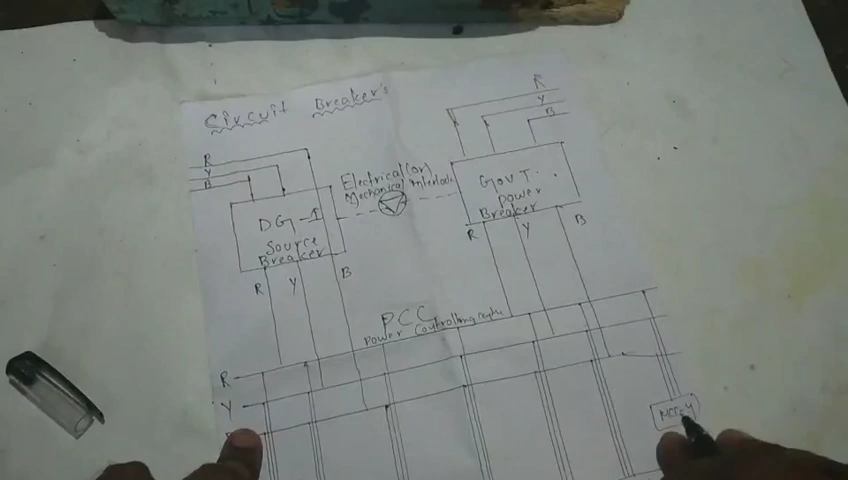 Circuit Breaker's
R
Y
B
R
Y
B
Electrical (or)
Mechanical Interlock
DG-1
Source
Breaker
GovT.
Power
Breaker
R
Y
B
R
Y
B
PCC
Power Controlling
R
Y